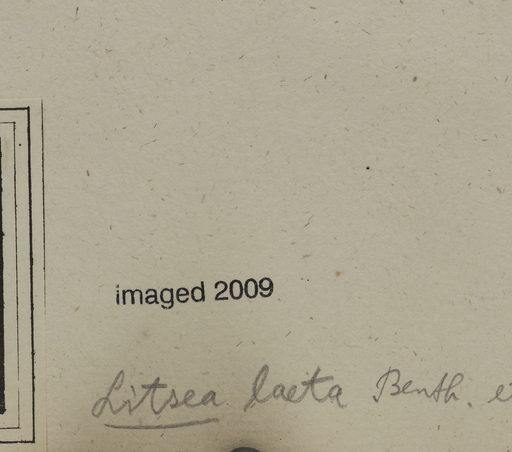 imaged 2009
Litsea laeta Benth. e